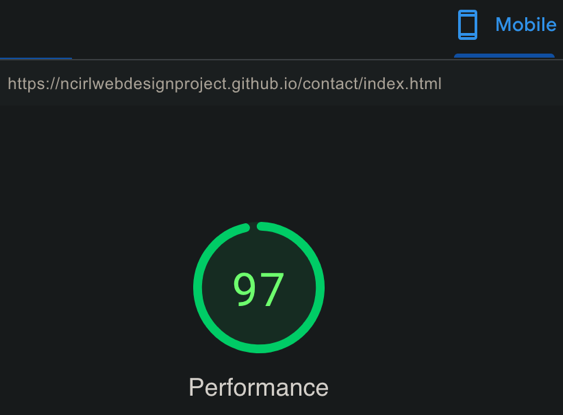 Mobile
https://ncirlwebdesignproject.github.io/contact/index.html
97
Performance